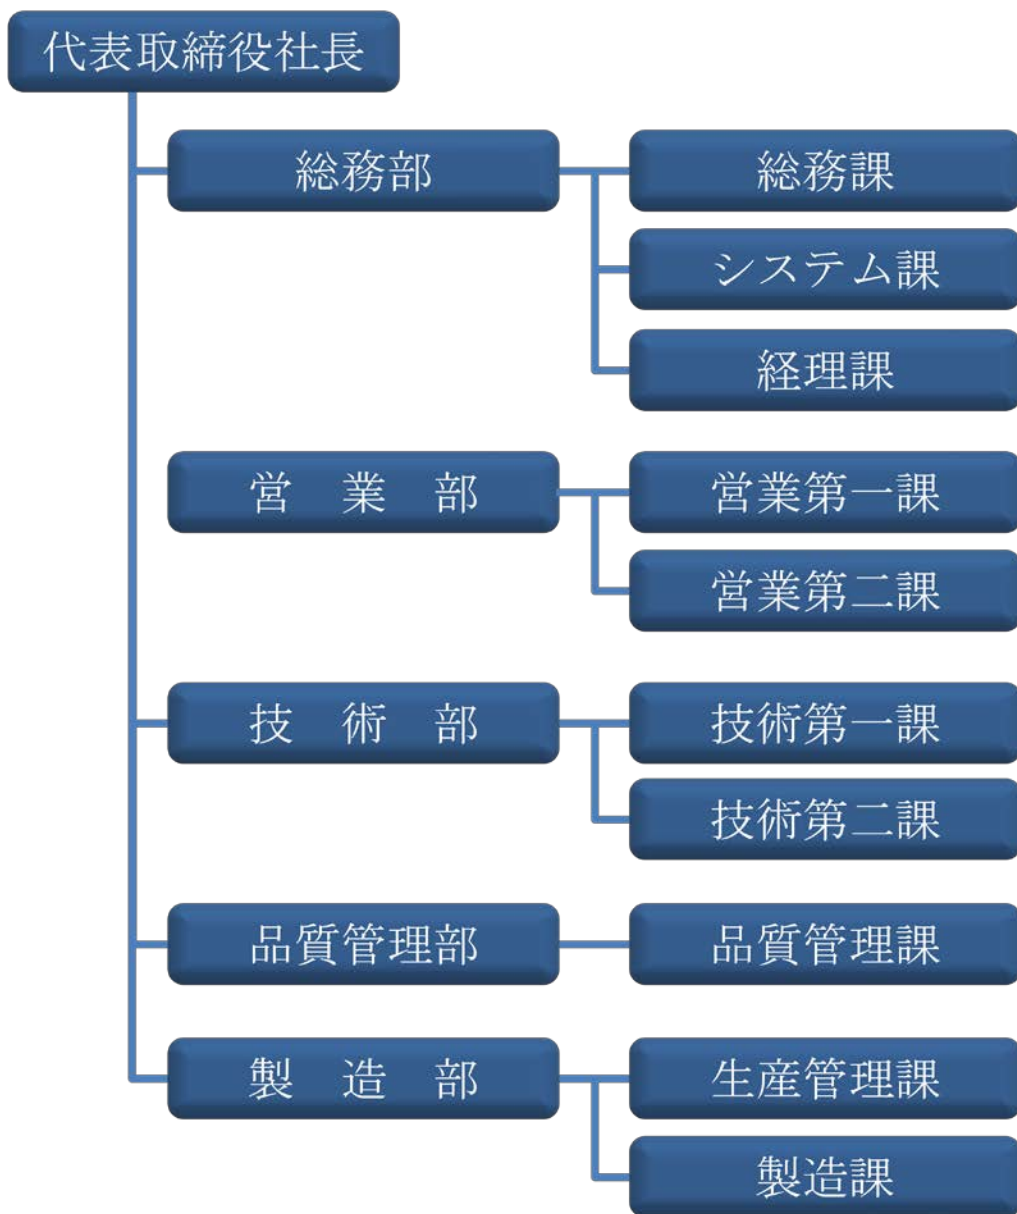 代表取締役社長
総務部
総務課
システム課
経理課
営　業　部
営業第一課
営業第二課
技　術　部
技術第一課
技術第二課
品質管理部
品質管理課
製　造　部
生産管理課
製造課